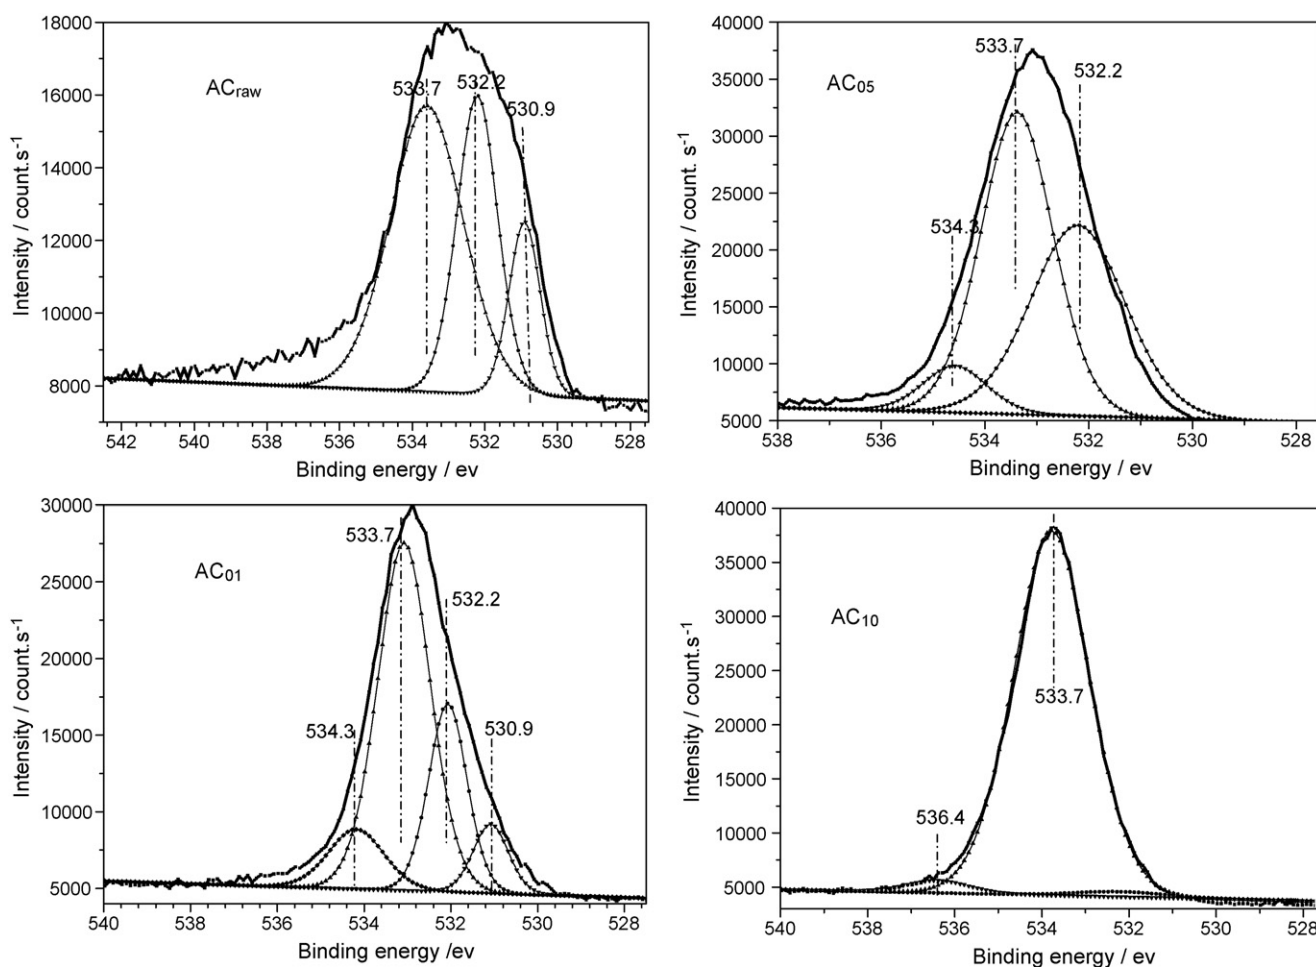 18000
16000
14000
12000
10000
8000
Intensity / count.s⁻¹
AC_raw
533.7
532.2
530.9
542 540 538 536 534 532 530 528
Binding energy / ev
40000
35000
30000
25000
20000
15000
10000
5000
Intensity / count. s⁻¹
AC₀₅
533.7
532.2
534.3
538 536 534 532 530 528
Binding energy / ev
30000
25000
20000
15000
10000
5000
Intensity / count.s⁻¹
AC₀₁
533.7
532.2
534.3
530.9
540 538 536 534 532 530 528
Binding energy /ev
40000
35000
30000
25000
20000
15000
10000
5000
Intensity / count.s⁻¹
AC₁₀
533.7
536.4
540 538 536 534 532 530 528
Binding energy / ev